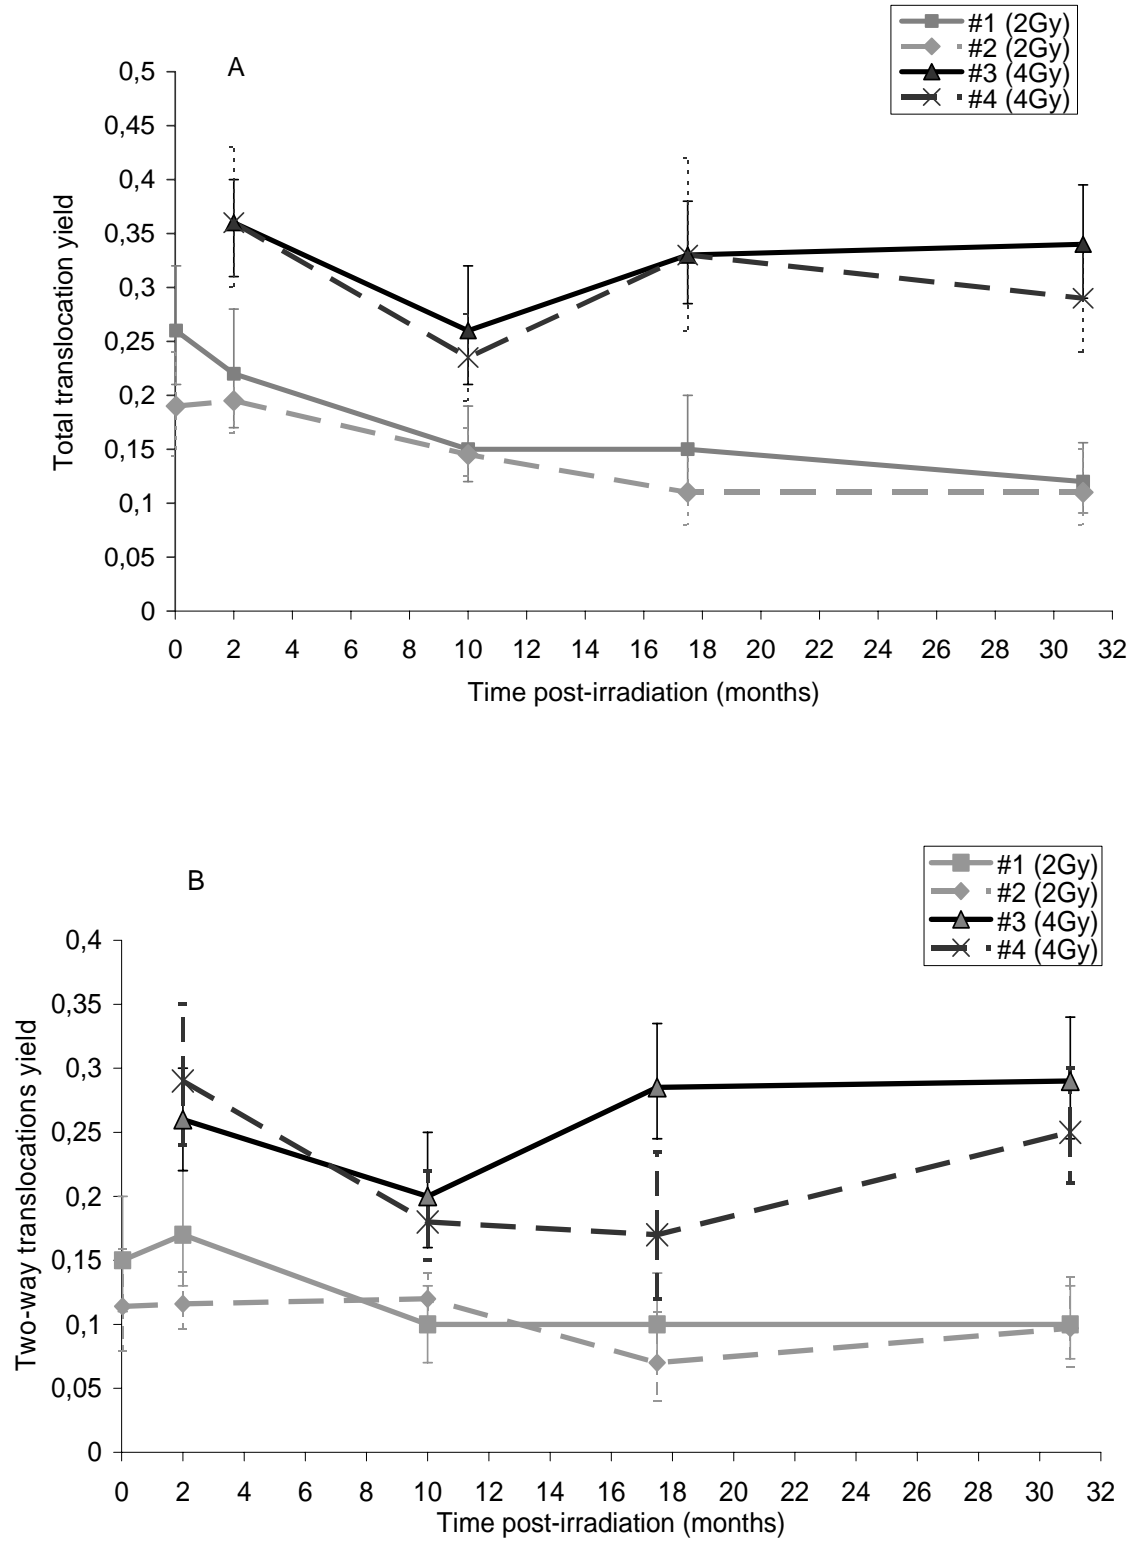 A
#1 (2Gy)
#2 (2Gy)
#3 (4Gy)
#4 (4Gy)
0,5
0,45
0,4
0,35
0,3
0,25
0,2
0,15
0,1
0,05
0
Total translocation yield
0 2 4 6 8 10 12 14 16 18 20 22 24 26 28 30 32
Time post-irradiation (months)
B
#1 (2Gy)
#2 (2Gy)
#3 (4Gy)
#4 (4Gy)
0,4
0,35
0,3
0,25
0,2
0,15
0,1
0,05
0
Two-way translocations yield
0 2 4 6 8 10 12 14 16 18 20 22 24 26 28 30 32
Time post-irradiation (months)